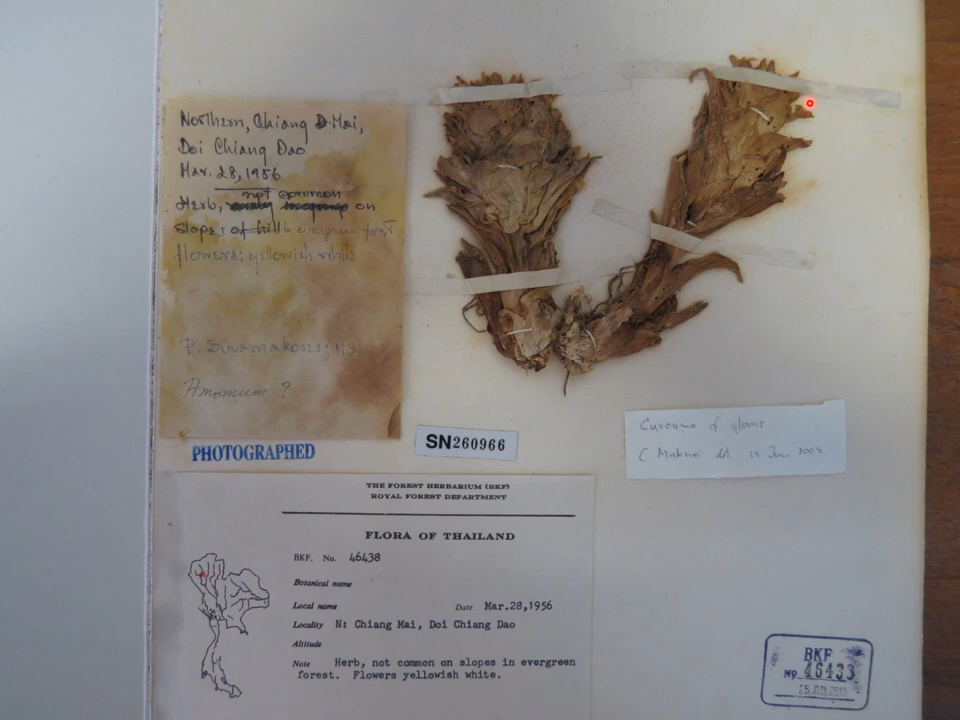 Northern, Chiang Mai,
Doi Chiang Dao
Mar. 28, 1956
not common
Herb, on
slopes of hill in evergreen forest
flowers; yellowish white
P. Suvarnakoses; 1131
Amomum ?
PHOTOGRAPHED
SN260966
Curcuma cf glans
C. Maknoi det. 19 Jun
THE FOREST HERBARIUM (BKF)
ROYAL FOREST DEPARTMENT
FLORA OF THAILAND
BKF. No. 46438
Botanical name
Local name Date Mar.28,1956
Locality N: Chiang Mai, Doi Chiang Dao
Altitude
Note Herb, not common on slopes in evergreen
forest. Flowers yellowish white.
BKF
No 46433